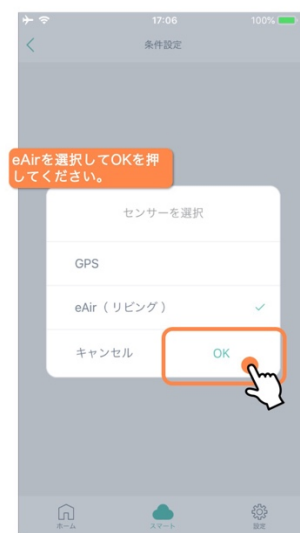 17:06
100%
条件設定
eAirを選択してOKを押
してください。
センサーを選択
GPS
eAir（リビング）
キャンセル
OK
ホーム
スマート
設定